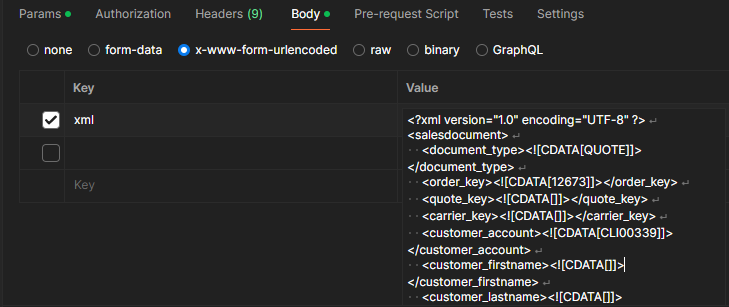 Params Authorization Headers (9) Body Pre-request Script Tests Settings
none form-data x-www-form-urlencoded raw binary GraphQL
Key Value
xml
<?xml version="1.0" encoding="UTF-8" ?> ↵
<salesdocument> ↵
··<document_type><![CDATA[QUOTE]]>
</document_type> ↵
··<order_key><![CDATA[12673]]></order_key> ↵
··<quote_key><![CDATA[]]></quote_key> ↵
Key
··<carrier_key><![CDATA[]]></carrier_key> ↵
··<customer_account><![CDATA[CLI00339]]>
</customer_account> ↵
··<customer_firstname><![CDATA[]]>
</customer_firstname> ↵
··<customer_lastname><![CDATA[]]>